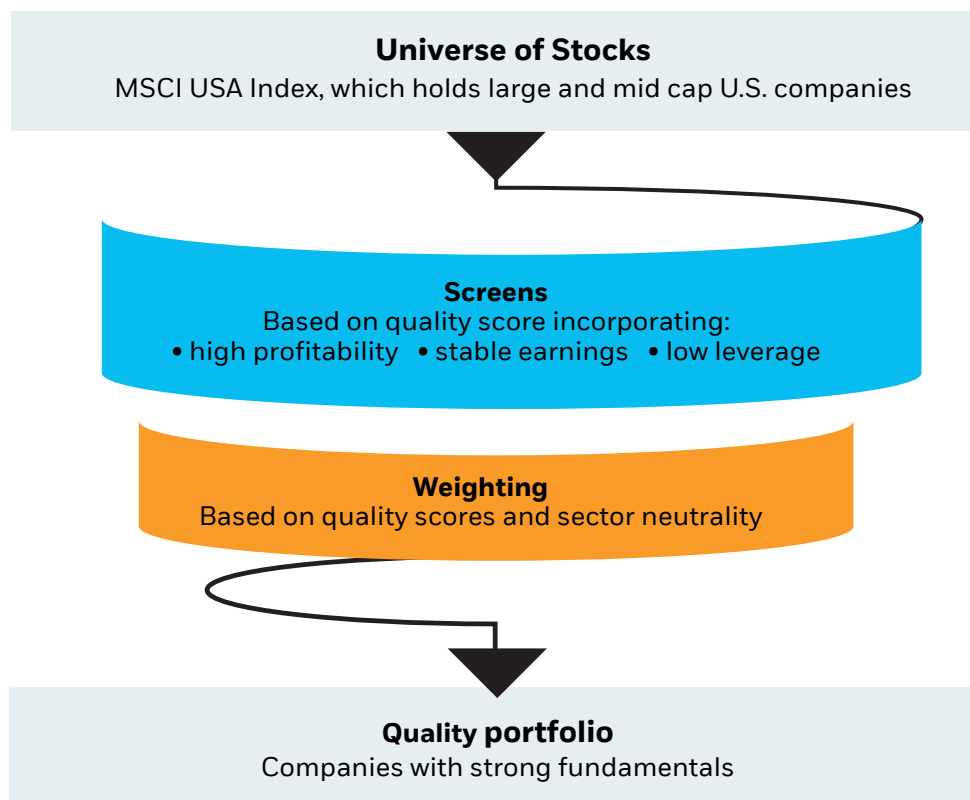 Universe of Stocks
MSCI USA Index, which holds large and mid cap U.S. companies
Screens
Based on quality score incorporating:
• high profitability • stable earnings • low leverage
Weighting
Based on quality scores and sector neutrality
Quality portfolio
Companies with strong fundamentals